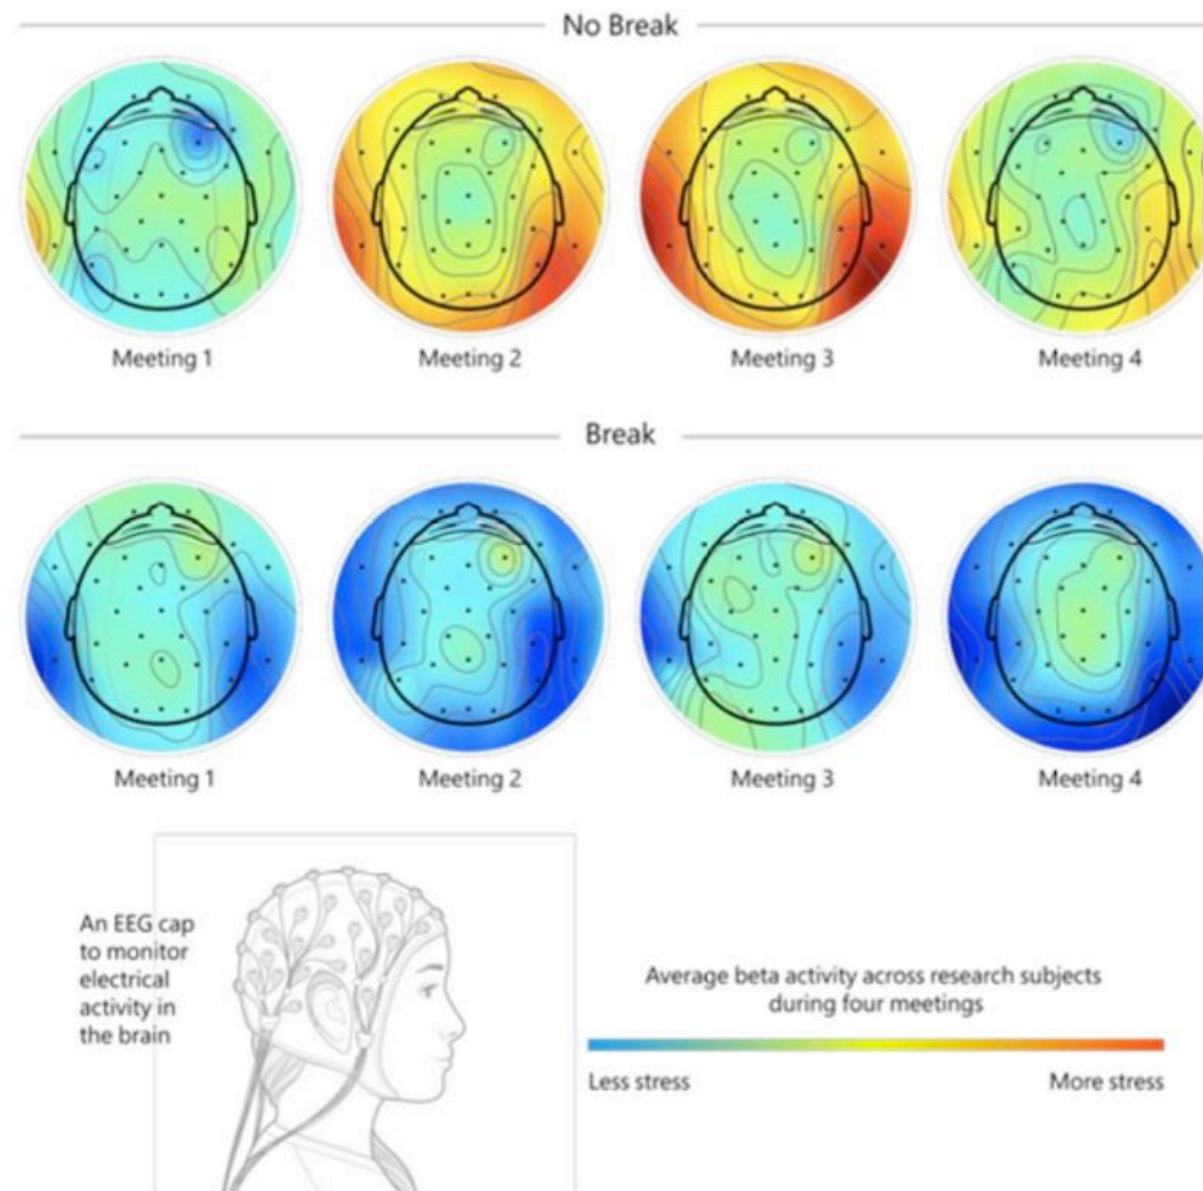 No Break
Meeting 1
Meeting 2
Meeting 3
Meeting 4
Break
Meeting 1
Meeting 2
Meeting 3
Meeting 4
An EEG cap
to monitor
electrical
activity in
the brain
Average beta activity across research subjects
during four meetings
Less stress
More stress